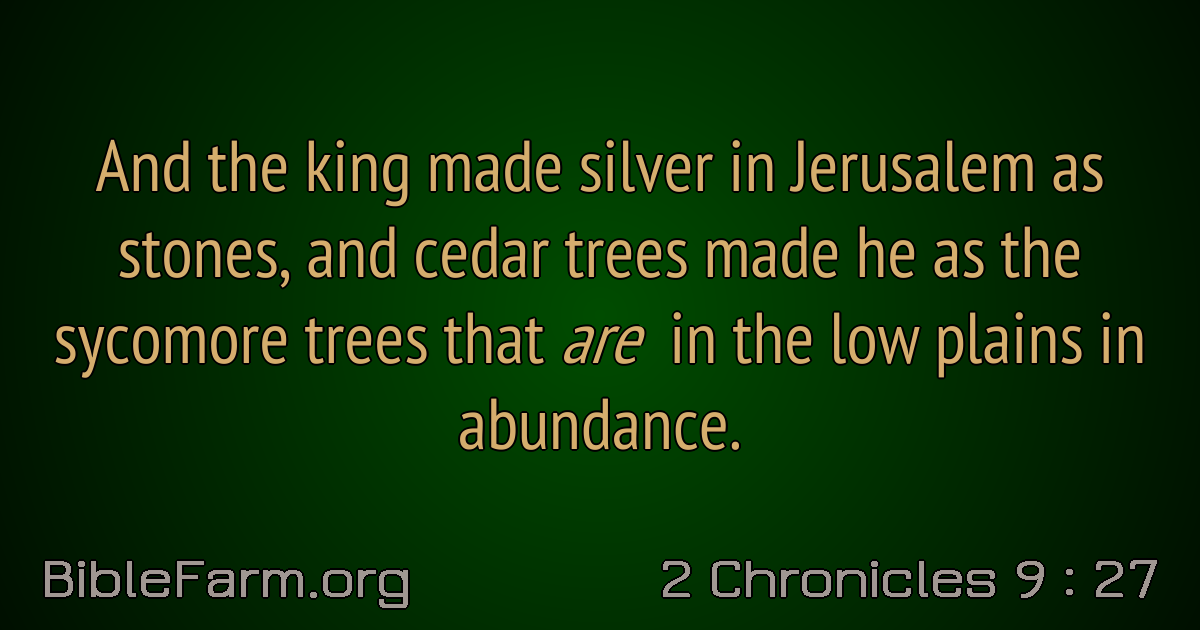 And the king made silver in Jerusalem as
stones, and cedar trees made he as the
sycomore trees that are in the low plains in
abundance.
BibleFarm.org
2 Chronicles 9 : 27